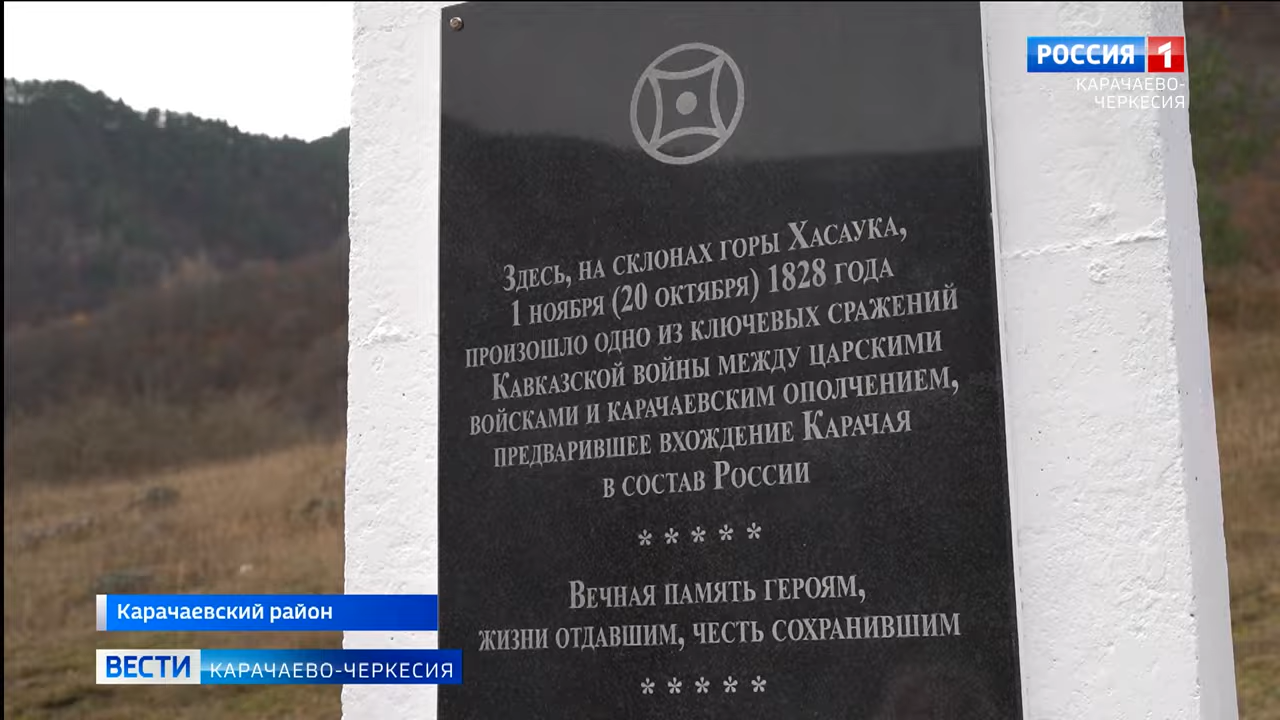 РОССИЯ 1
КАРАЧАЕВО-
ЧЕРКЕСИЯ
Здесь, на склонах горы Хасаука,
1 ноября (20 октября) 1828 года
произошло одно из ключевых сражений
Кавказской войны между царскими
войсками и карачаевским ополчением,
предварившее вхождение Карачая
в состав России
* * * * *
Вечная память героям,
жизни отдавшим, честь сохранившим
* * * * *
Карачаевский район
ВЕСТИ КАРАЧАЕВО-ЧЕРКЕСИЯ